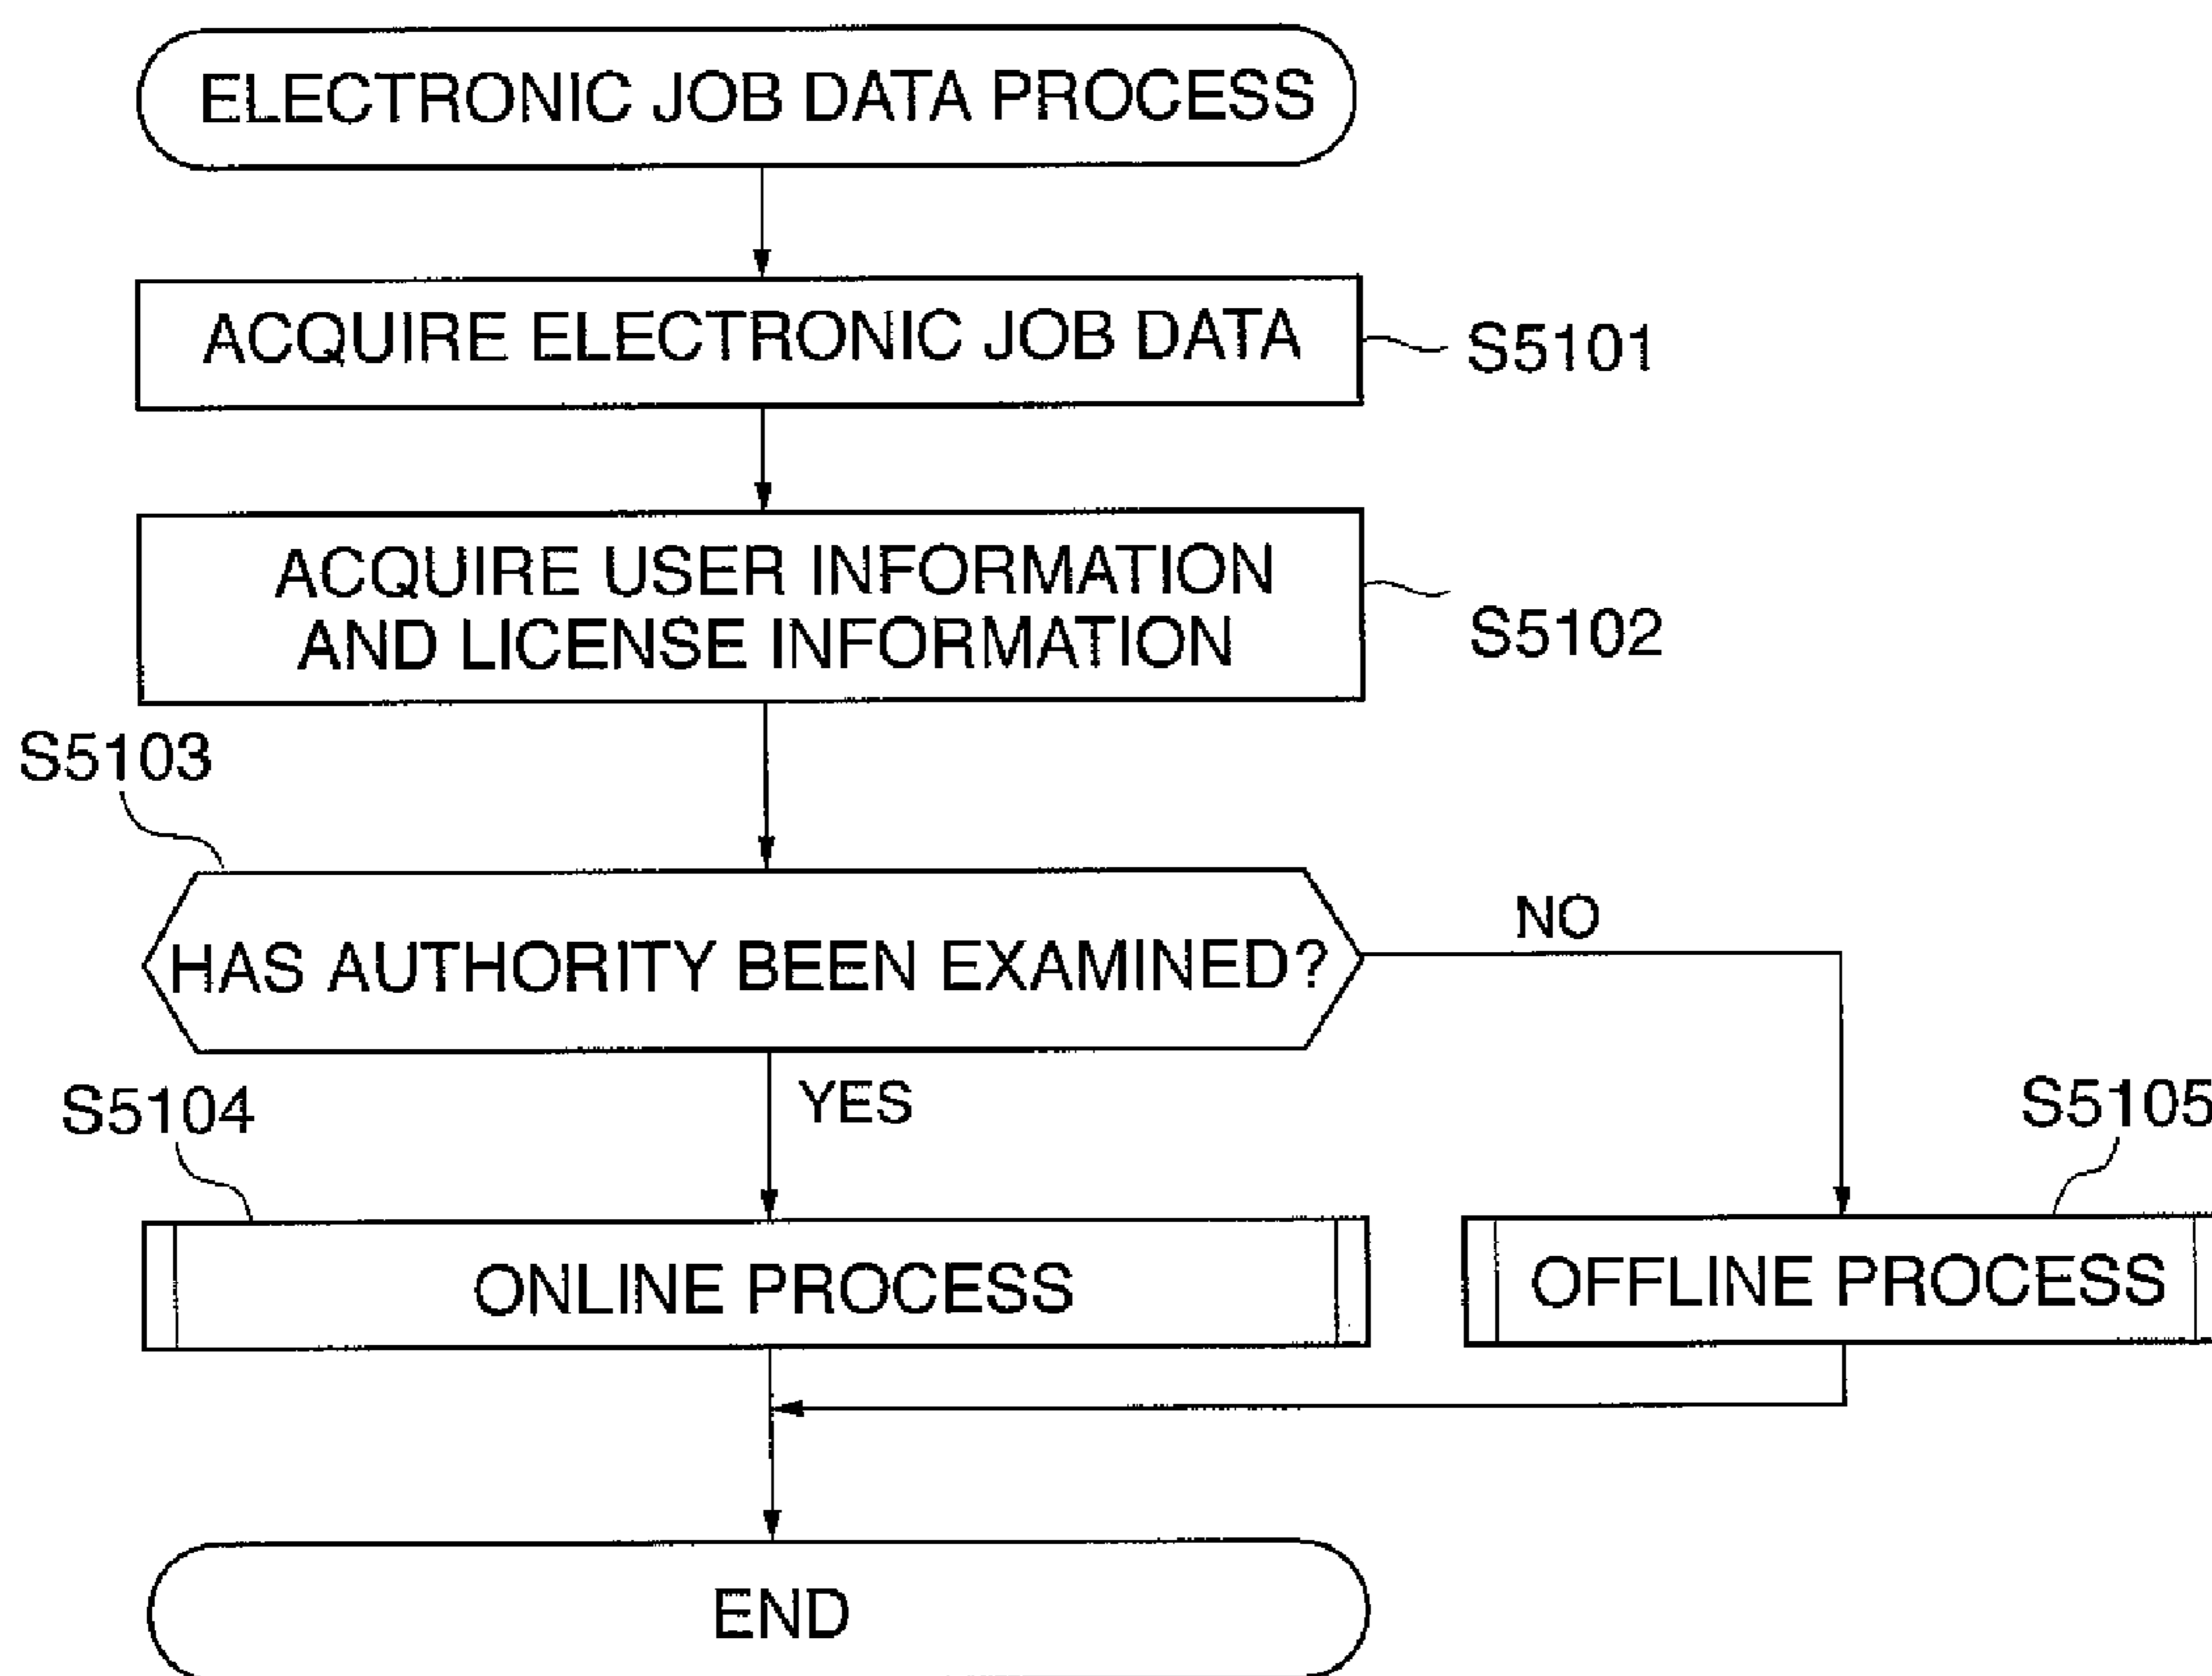 ELECTRONIC JOB DATA PROCESS
ACQUIRE ELECTRONIC JOB DATA
S5101
ACQUIRE USER INFORMATION
AND LICENSE INFORMATION
S5102
S5103
HAS AUTHORITY BEEN EXAMINED?
NO
YES
S5104
S5105
ONLINE PROCESS
OFFLINE PROCESS
END